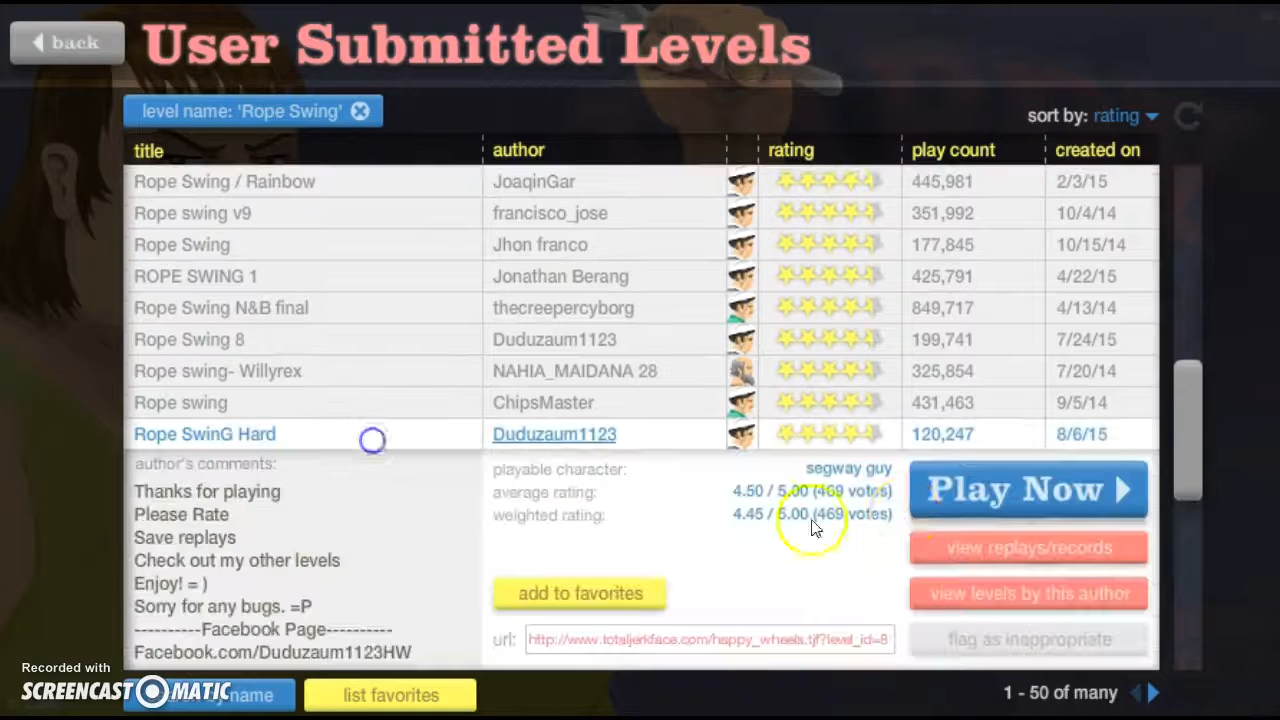 back
User Submitted Levels
level name: 'Rope Swing'
sort by: rating
title author rating play count created on
Rope Swing / Rainbow JoaqinGar 445,981 2/3/15
Rope swing v9 francisco_jose 351,992 10/4/14
Rope Swing Jhon franco 177,845 10/15/14
ROPE SWING 1 Jonathan Berang 425,791 4/22/15
Rope Swing N&B final thecreepercyborg 849,717 4/13/14
Rope Swing 8 Duduzaum1123 199,741 7/24/15
Rope swing- Willyrex NAHIA_MAIDANA 28 325,854 7/20/14
Rope swing ChipsMaster 431,463 9/5/14
Rope SwinG Hard Duduzaum1123 120,247 8/6/15
author's comments:
Thanks for playing
Please Rate
Save replays
Check out my other levels
Enjoy! = )
Sorry for any bugs. =P
----------Facebook Page----------
Facebook.com/Duduzaum1123HW
playable character: segway guy
average rating: 4.50 / 5.00 (469 votes)
weighted rating: 4.45 / 5.00 (469 votes)
add to favorites
url: http://www.totaljerkface.com/happy_wheels.tjf?level_id=8
Play Now
view replays/records
view levels by this author
flag as inappropriate
Recorded with
SCREENCAST MATIC
name
list favorites
1 - 50 of many